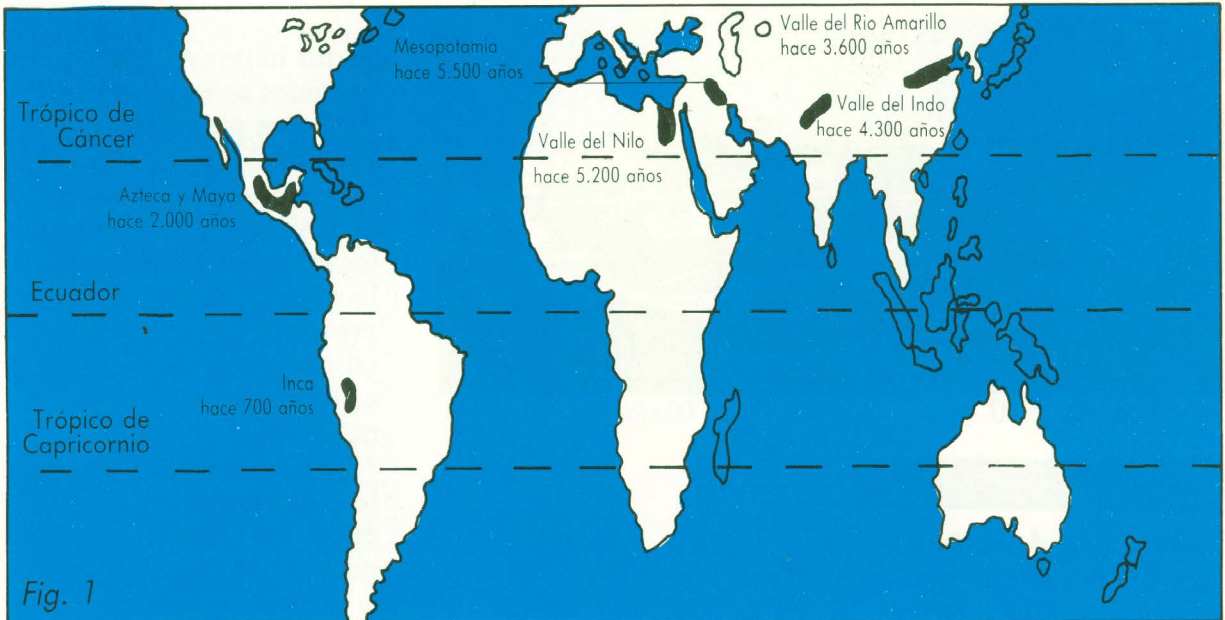 Valle del Rio Amarillo
hace 3.600 años
Mesopotamia
hace 5.500 años
Valle del Indo
hace 4.300 años
Trópico de
Cáncer
Valle del Nilo
hace 5.200 años
Azteca y Maya
hace 2.000 años
Ecuador
Inca
hace 700 años
Trópico de
Capricornio
Fig. 1